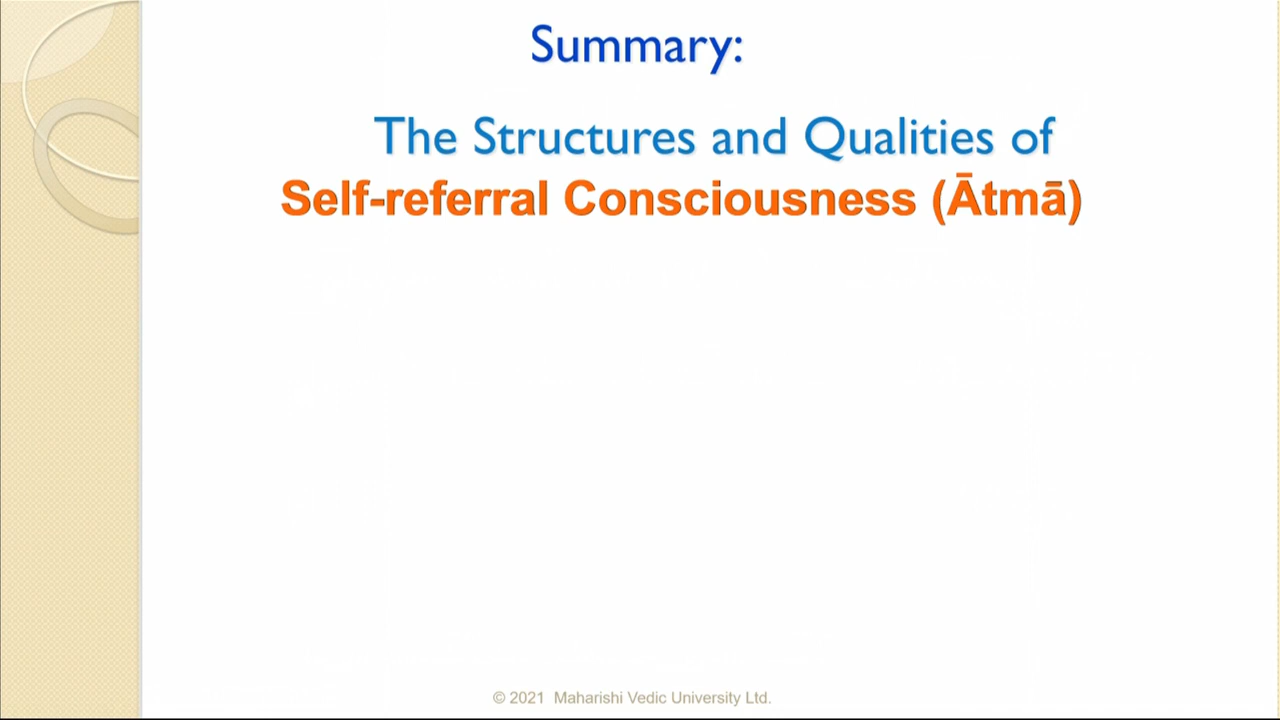 Summary:
The Structures and Qualities of
Self-referral Consciousness (Ātmā)
© 2021 Maharishi Vedic University Ltd.